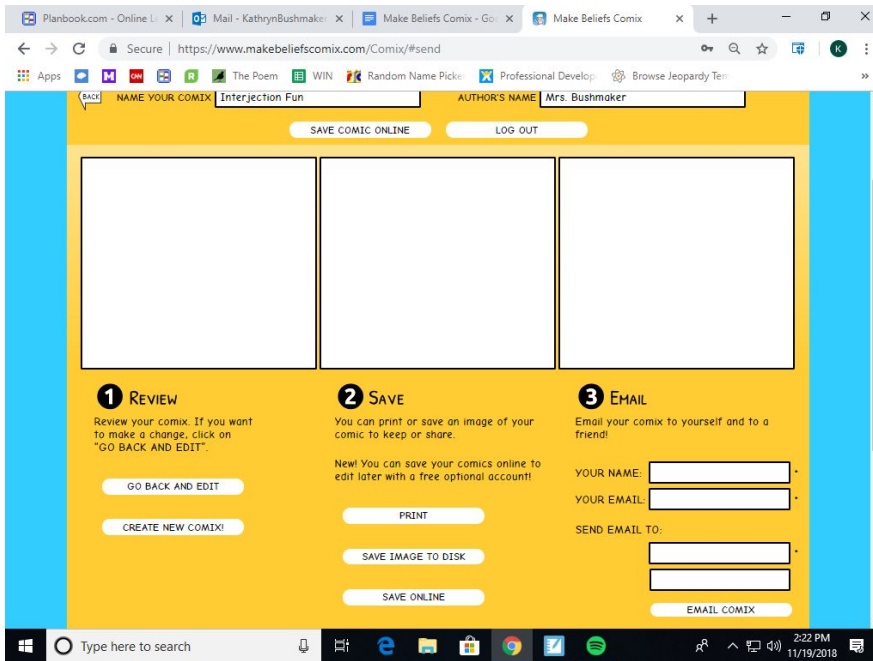 Planbook.com - Online L
Mail - KathrynBushmaker
Make Beliefs Comix - Go
Make Beliefs Comix
Secure | https://www.makebeliefscomix.com/Comix/#send
K
Apps
The Poem
WIN
Random Name Picke
Professional Develop
Browse Jeopardy Tem
BACK
NAME YOUR COMIX Interjection Fun
AUTHOR'S NAME Mrs. Bushmaker
SAVE COMIC ONLINE
LOG OUT
1 REVIEW
Review your comix. If you want
to make a change, click on
"GO BACK AND EDIT".
GO BACK AND EDIT
CREATE NEW COMIX!
2 SAVE
You can print or save an image of your
comic to keep or share.
New! You can save your comics online to
edit later with a free optional account!
PRINT
SAVE IMAGE TO DISK
SAVE ONLINE
3 EMAIL
Email your comix to yourself and to a
friend!
YOUR NAME: *
YOUR EMAIL: *
SEND EMAIL TO:
*
EMAIL COMIX
Type here to search
2:22 PM
11/19/2018